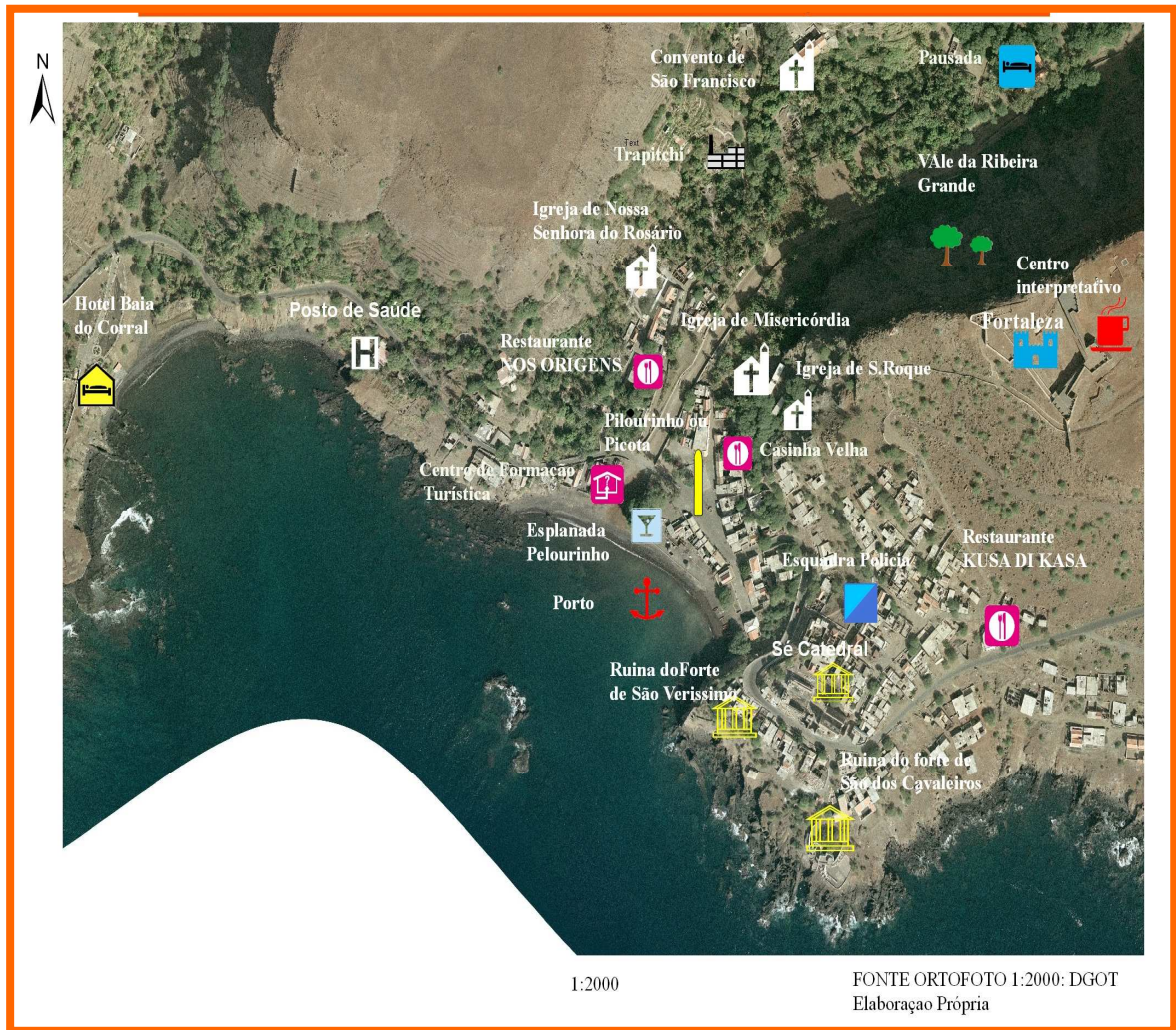 N
Convento de
São Francisco
Pausada
Text
Trapitchi
VAle da Ribeira
Grande
Igreja de Nossa
Senhora do Rosário
Centro
interpretativo
Hotel Baia
do Corral
Posto de Saúde
H
Igreja de Misericórdia
Fortaleza
Restaurante
NOS ORIGENS
Igreja de S.Roque
Pilourinho ou
Picota
Casinha Velha
Centro de Formação
Turística
Esplanada
Pelourinho
Restaurante
KUSA DI KASA
Esquadra Policia
Porto
Sé Catedral
Ruina doForte
de São Verissimo
Ruina do forte de
São dos Cavaleiros
1:2000
FONTE ORTOFOTO 1:2000: DGOT
Elaboraçao Própria